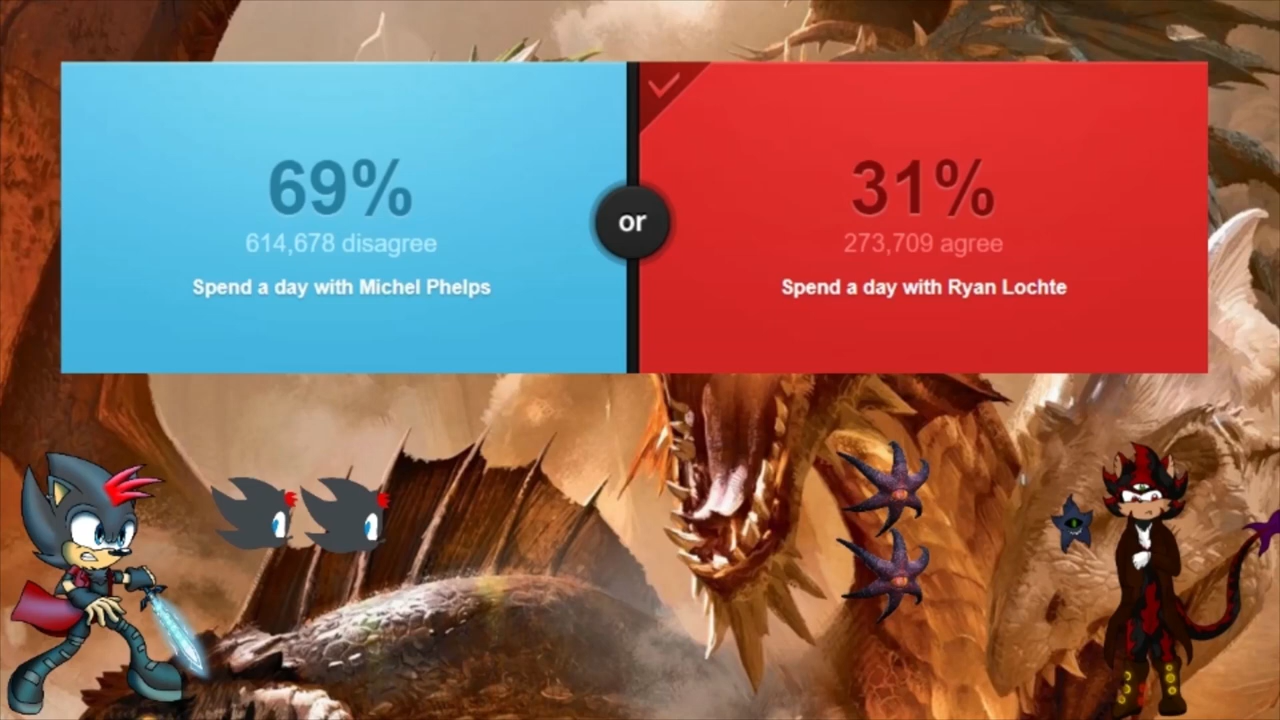 69%
614,678 disagree
Spend a day with Michel Phelps
or
31%
273,709 agree
Spend a day with Ryan Lochte